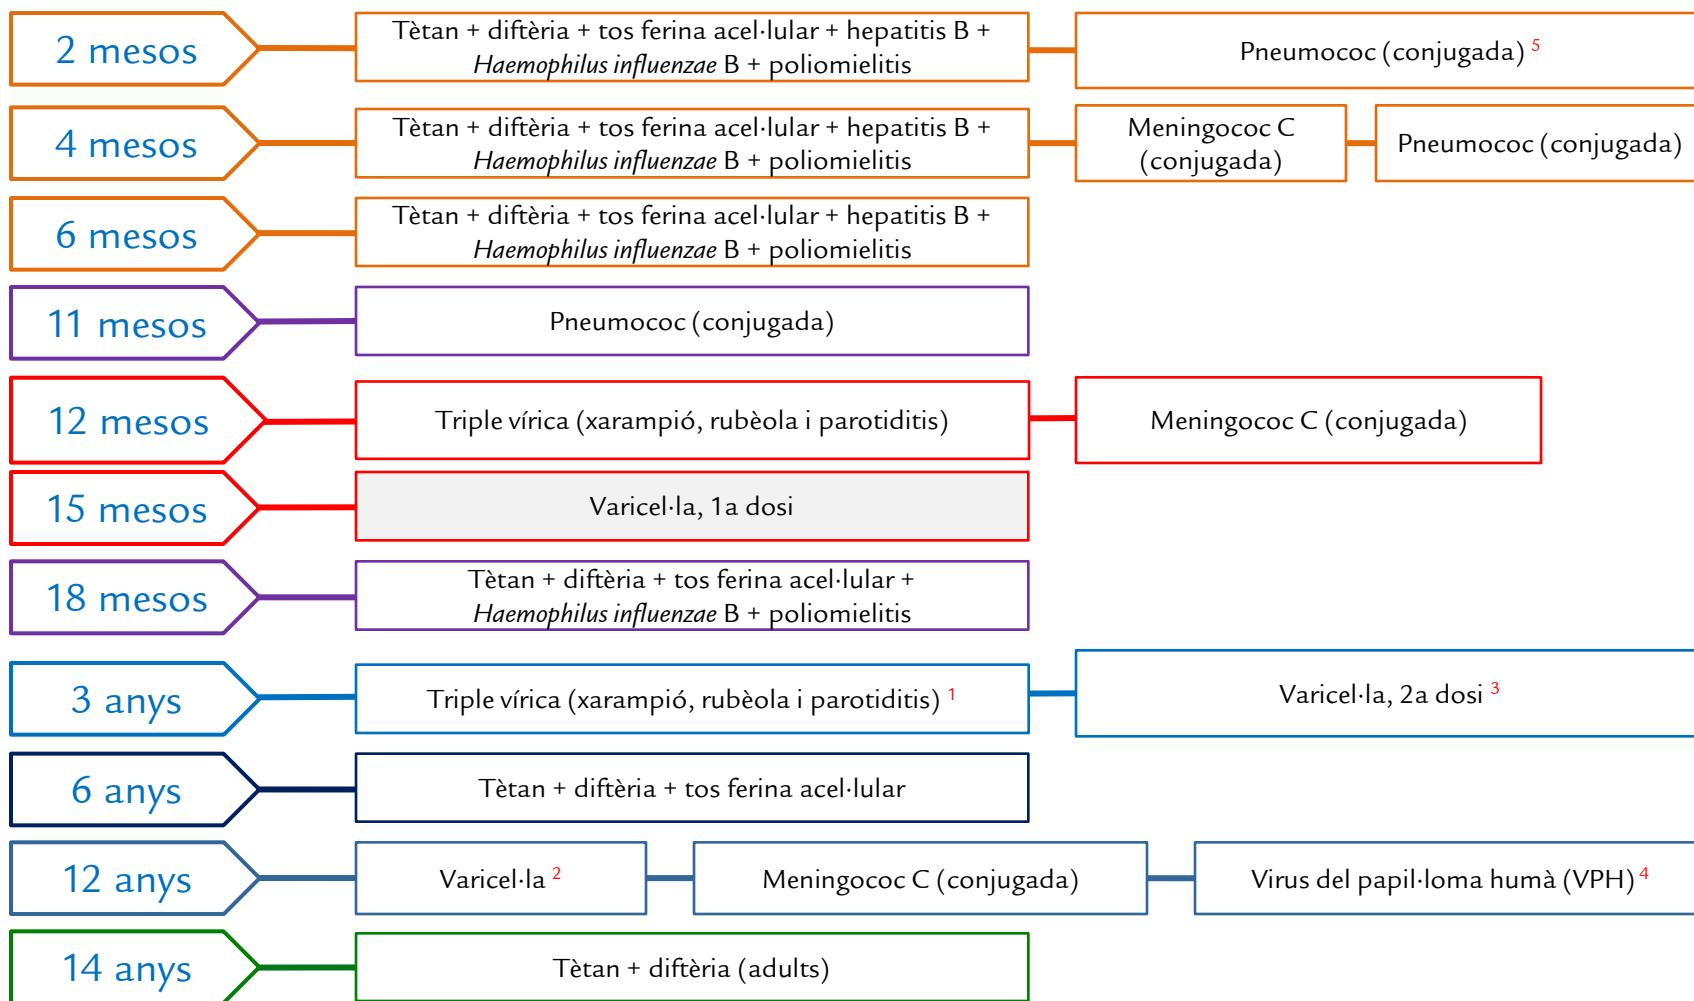 2 mesos
Tètan + diftèria + tos ferina acel·lular + hepatitis B +
Haemophilus influenzae B + poliomielitis
Pneumococ (conjugada) 5
4 mesos
Tètan + diftèria + tos ferina acel·lular + hepatitis B +
Haemophilus influenzae B + poliomielitis
Meningococ C
(conjugada)
Pneumococ (conjugada)
6 mesos
Tètan + diftèria + tos ferina acel·lular + hepatitis B +
Haemophilus influenzae B + poliomielitis
11 mesos
Pneumococ (conjugada)
12 mesos
Triple vírica (xarampió, rubèola i parotiditis)
Meningococ C (conjugada)
15 mesos
Varicel·la, 1a dosi
18 mesos
Tètan + diftèria + tos ferina acel·lular +
Haemophilus influenzae B + poliomielitis
3 anys
Triple vírica (xarampió, rubèola i parotiditis) 1
Varicel·la, 2a dosi 3
6 anys
Tètan + diftèria + tos ferina acel·lular
12 anys
Varicel·la 2
Meningococ C (conjugada)
Virus del papil·loma humà (VPH) 4
14 anys
Tètan + diftèria (adults)